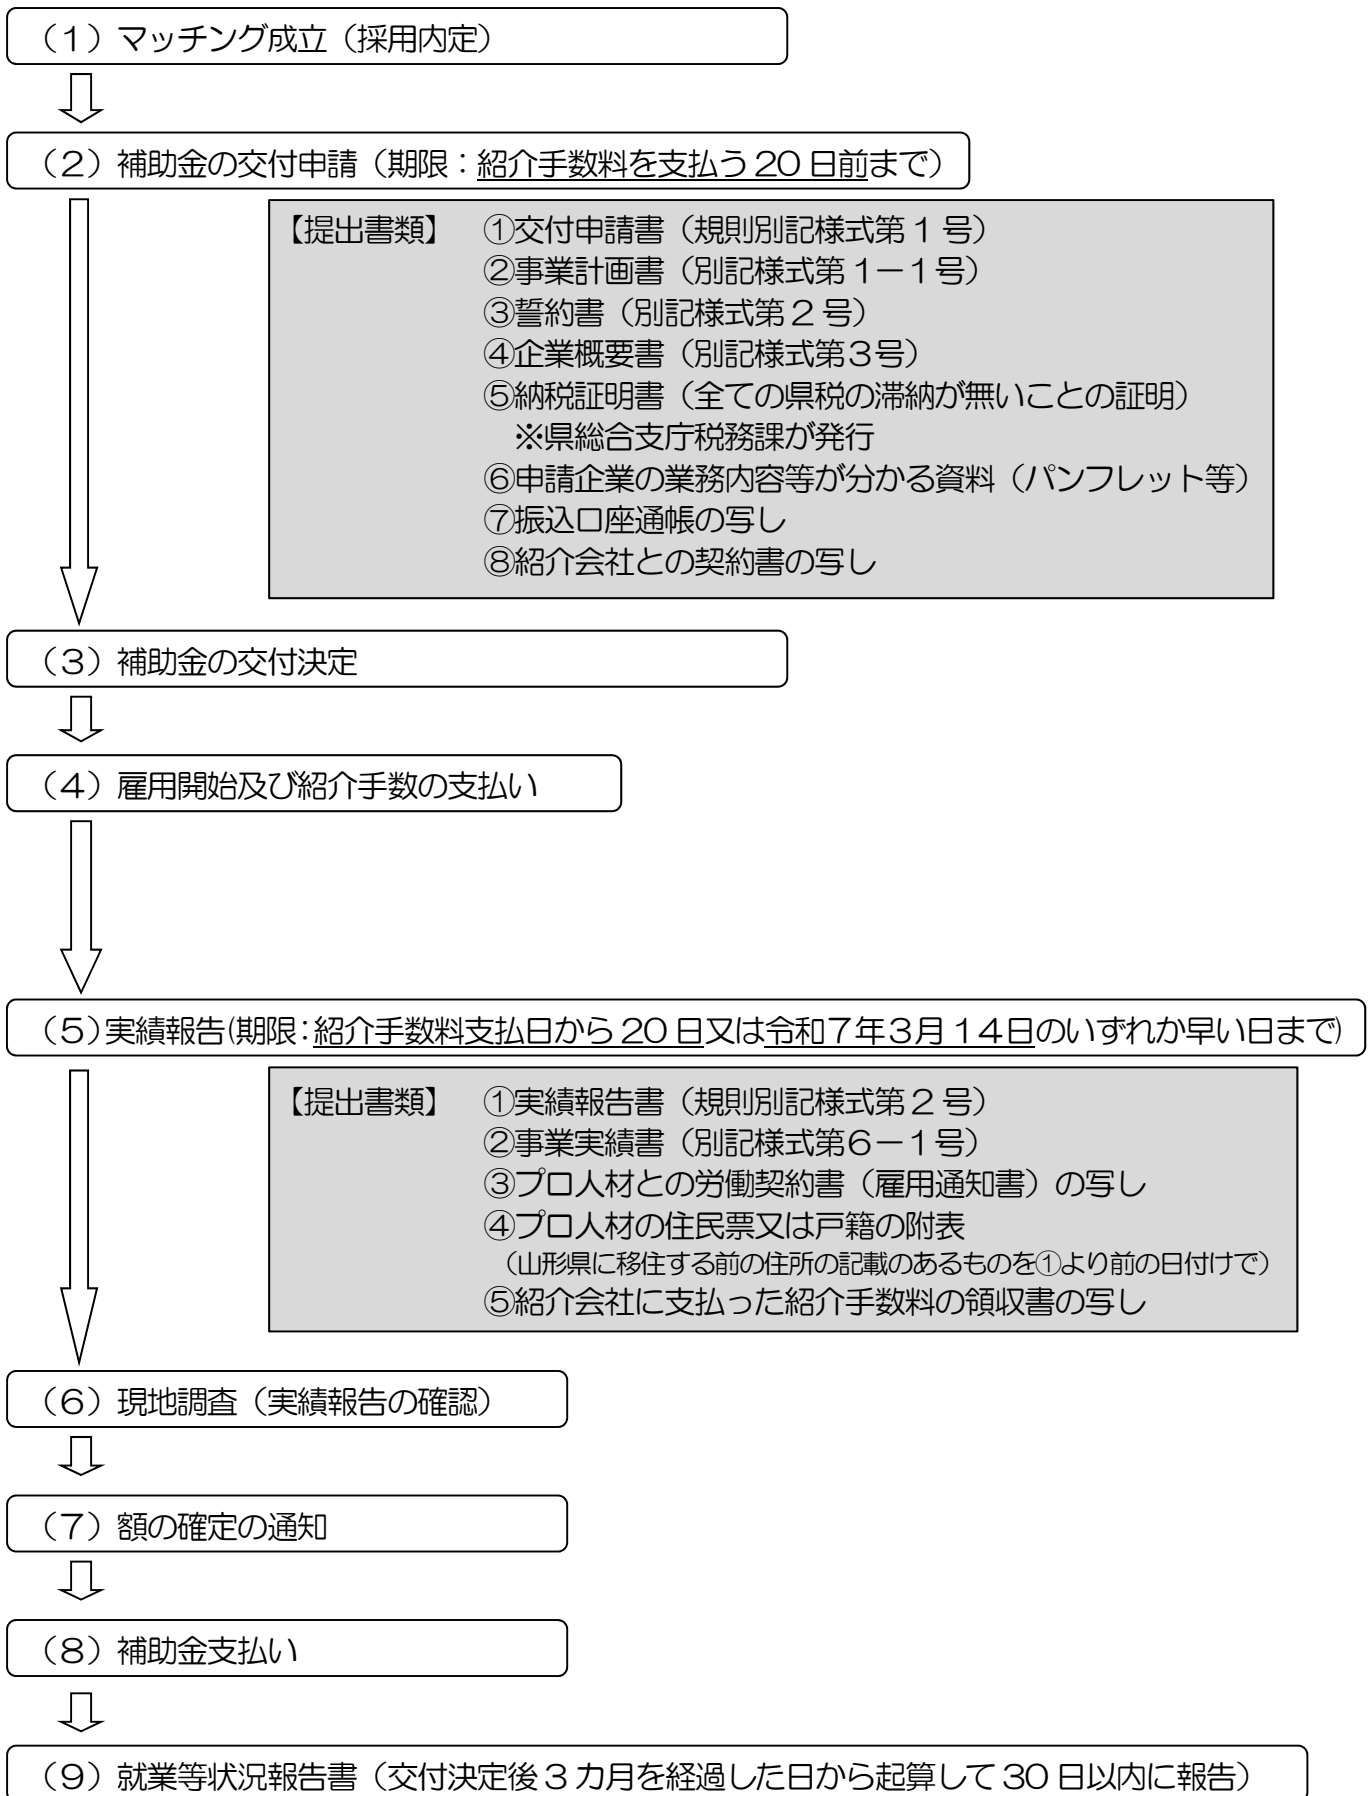 （１）マッチング成立（採用内定）
（２）補助金の交付申請（期限：紹介手数料を支払う 20 日前まで）
【提出書類】　①交付申請書（規則別記様式第 1 号）
②事業計画書（別記様式第 1－1号）
③誓約書（別記様式第 2 号）
④企業概要書（別記様式第３号）
⑤納税証明書（全ての県税の滞納が無いことの証明）
※県総合支庁税務課が発行
⑥申請企業の業務内容等が分かる資料（パンフレット等）
⑦振込口座通帳の写し
⑧紹介会社との契約書の写し
（３）補助金の交付決定
（４）雇用開始及び紹介手数の支払い
（５）実績報告(期限：紹介手数料支払日から 20 日又は令和７年３月１４日のいずれか早い日まで)
【提出書類】　①実績報告書（規則別記様式第 2 号）
②事業実績書（別記様式第６－１号）
③プロ人材との労働契約書（雇用通知書）の写し
④プロ人材の住民票又は戸籍の附表
（山形県に移住する前の住所の記載のあるものを①より前の日付けで）
⑤紹介会社に支払った紹介手数料の領収書の写し
（６）現地調査（実績報告の確認）
（７）額の確定の通知
（８）補助金支払い
（９）就業等状況報告書（交付決定後 3 カ月を経過した日から起算して 30 日以内に報告）